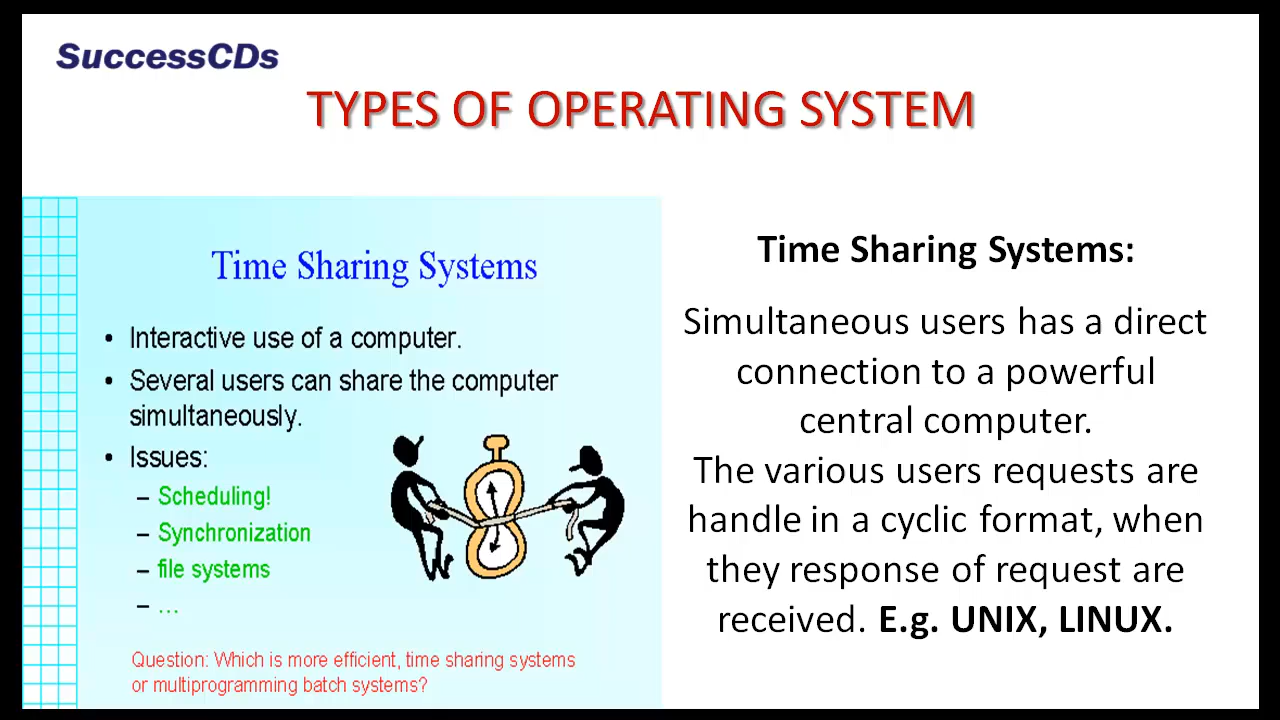 SuccessCDs
TYPES OF OPERATING SYSTEM
Time Sharing Systems
• Interactive use of a computer.
• Several users can share the computer
simultaneously.
• Issues:
– Scheduling!
– Synchronization
– file systems
– ...
Question: Which is more efficient, time sharing systems
or multiprogramming batch systems?
Time Sharing Systems:
Simultaneous users has a direct
connection to a powerful
central computer.
The various users requests are
handle in a cyclic format, when
they response of request are
received. E.g. UNIX, LINUX.